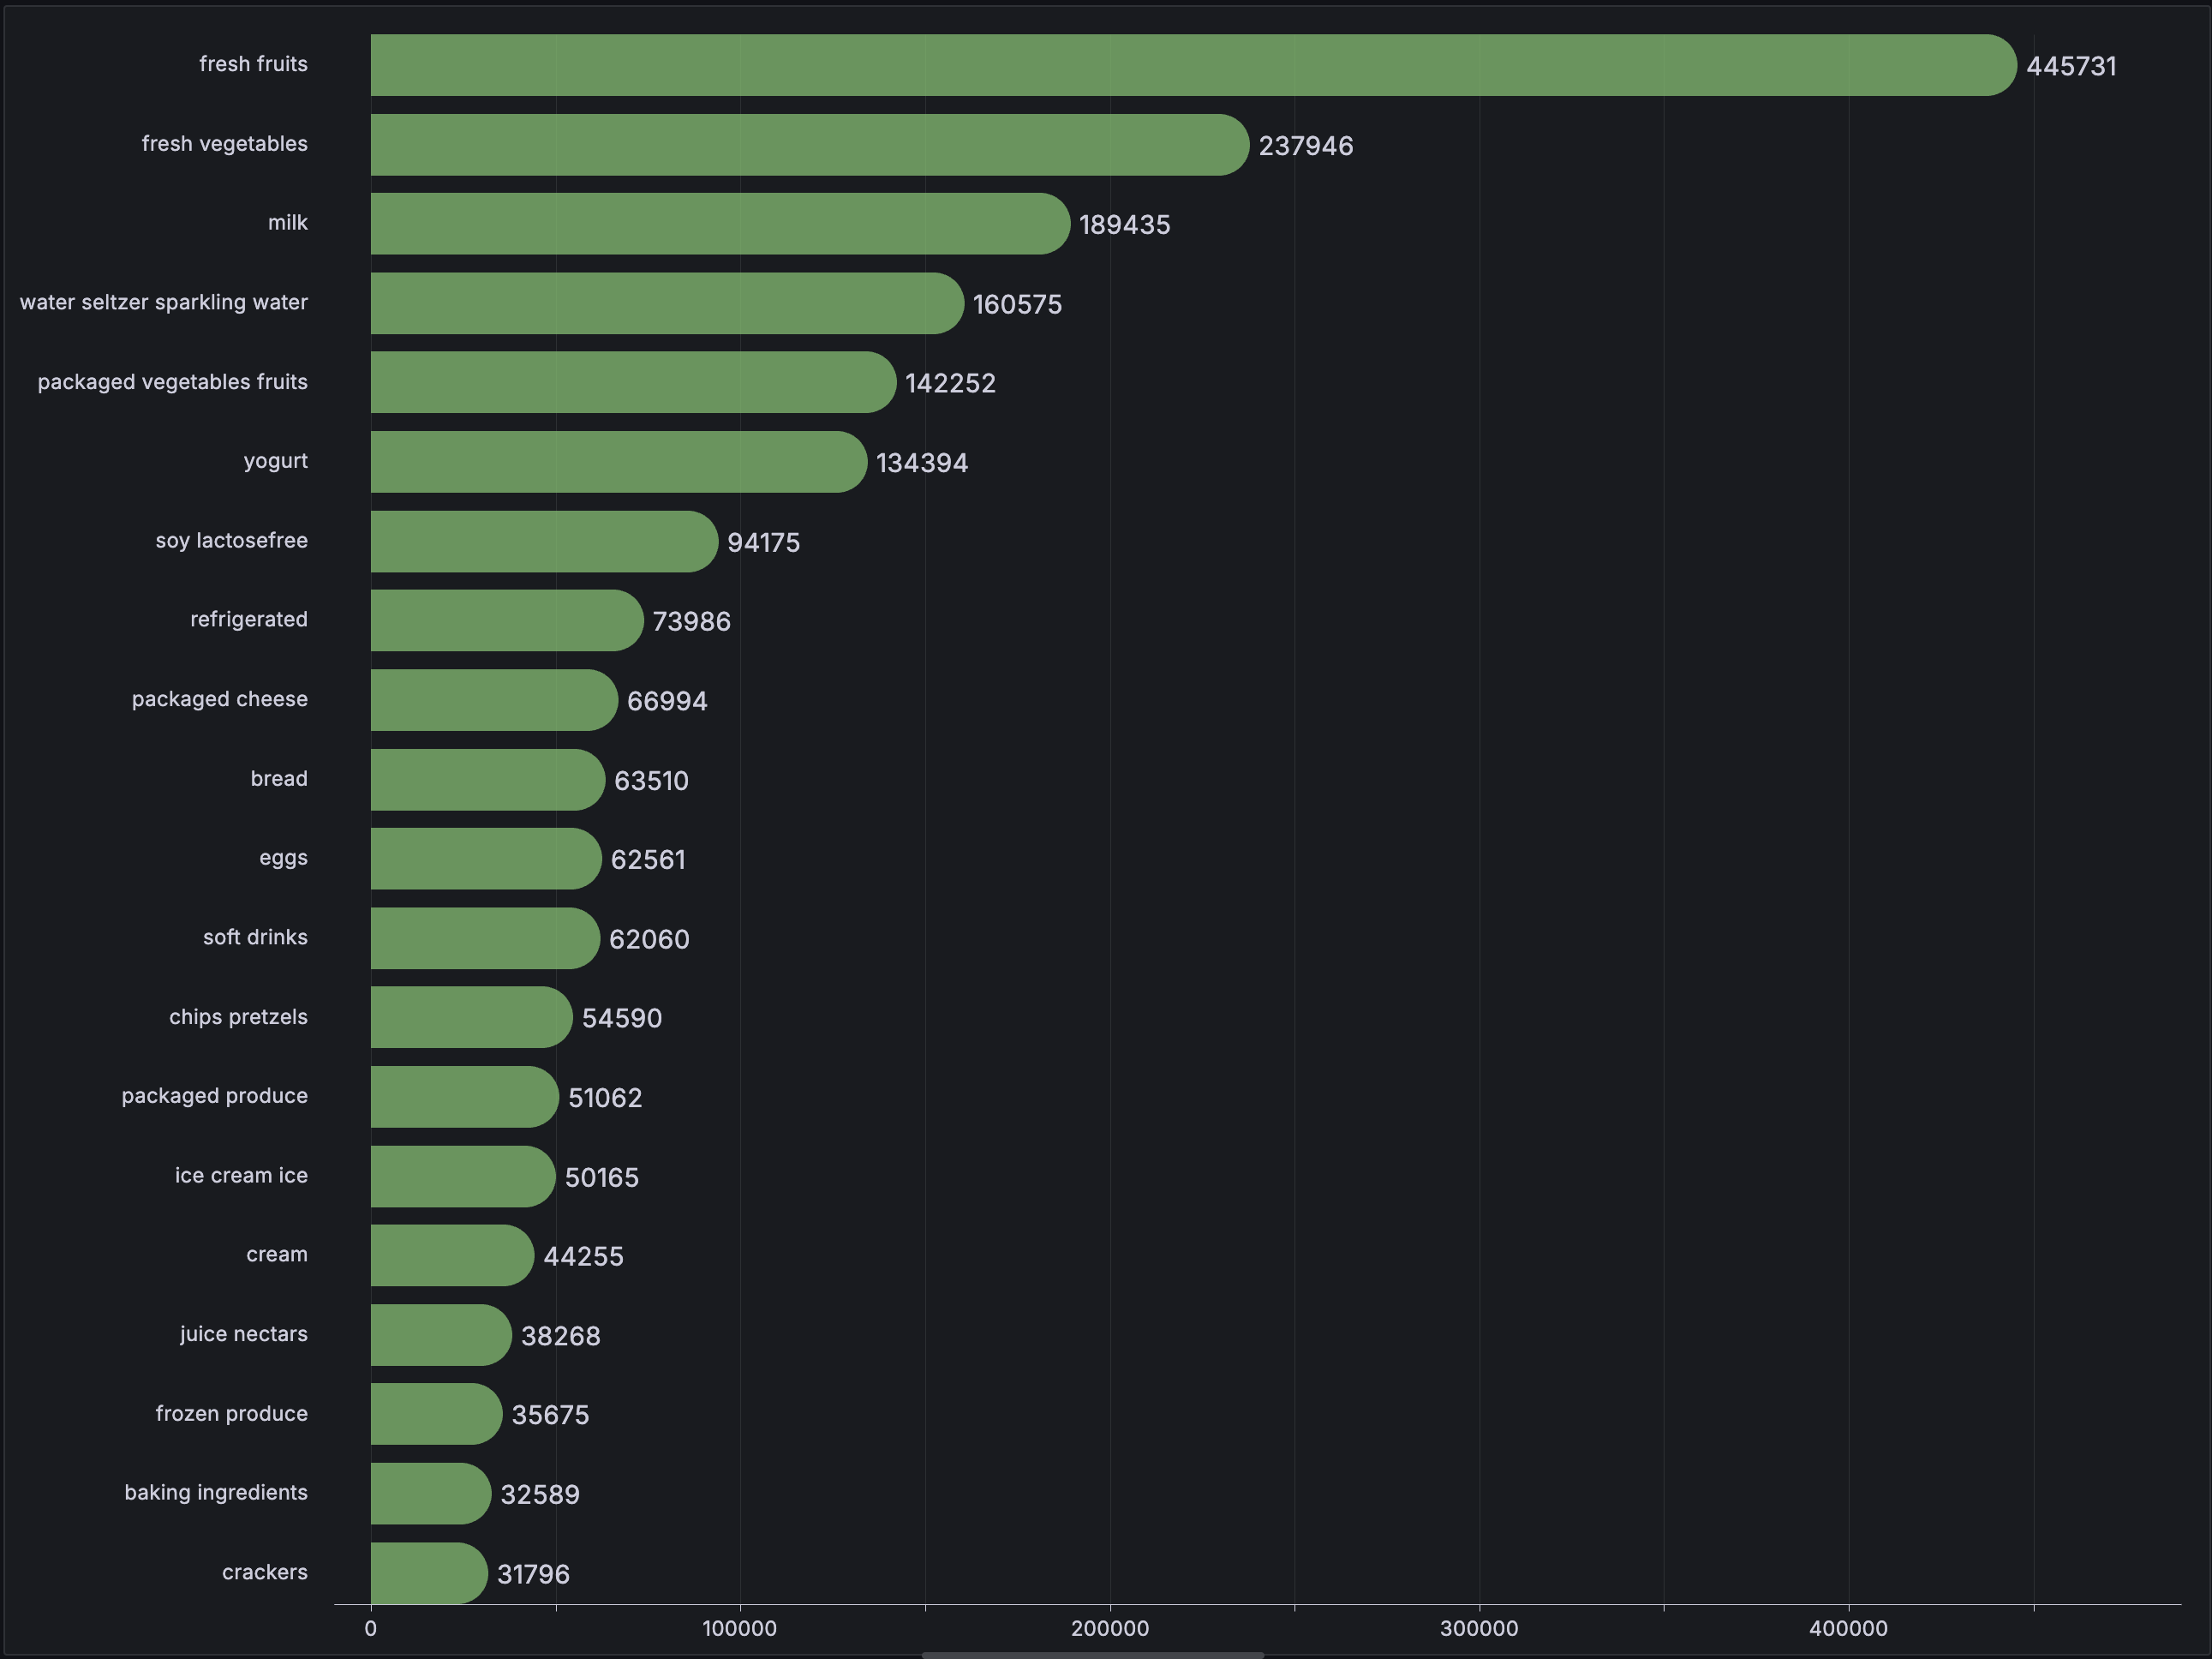 fresh fruits 445731
fresh vegetables 237946
milk 189435
water seltzer sparkling water 160575
packaged vegetables fruits 142252
yogurt 134394
soy lactosefree 94175
refrigerated 73986
packaged cheese 66994
bread 63510
eggs 62561
soft drinks 62060
chips pretzels 54590
packaged produce 51062
ice cream ice 50165
cream 44255
juice nectars 38268
frozen produce 35675
baking ingredients 32589
crackers 31796
0 100000 200000 300000 400000